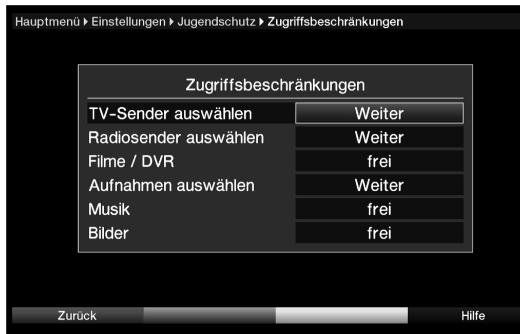 Hauptmenü ▸ Einstellungen ▸ Jugendschutz ▸ Zugriffsbeschränkungen
Zugriffsbeschränkungen
TV-Sender auswählen Weiter
Radiosender auswählen Weiter
Filme / DVR frei
Aufnahmen auswählen Weiter
Musik frei
Bilder frei
Zurück Hilfe